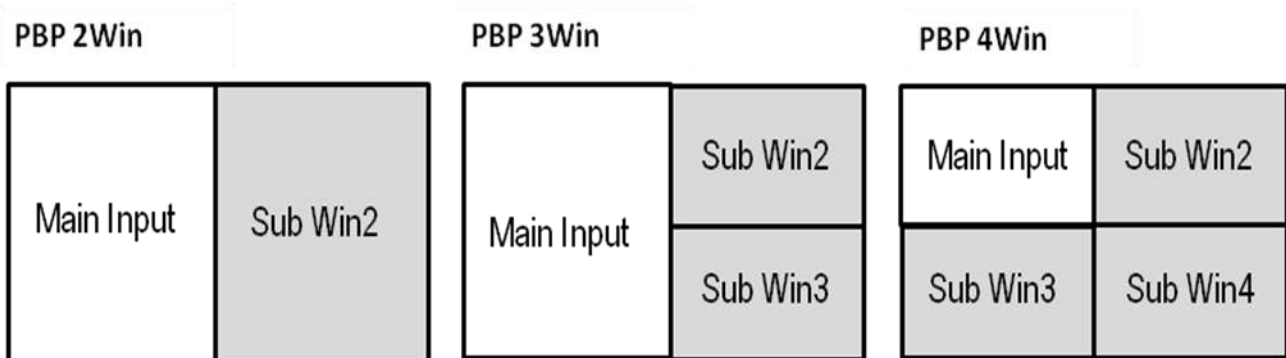 PBP 2Win
Main Input
Sub Win2
PBP 3Win
Main Input
Sub Win2
Sub Win3
PBP 4Win
Main Input
Sub Win2
Sub Win3
Sub Win4